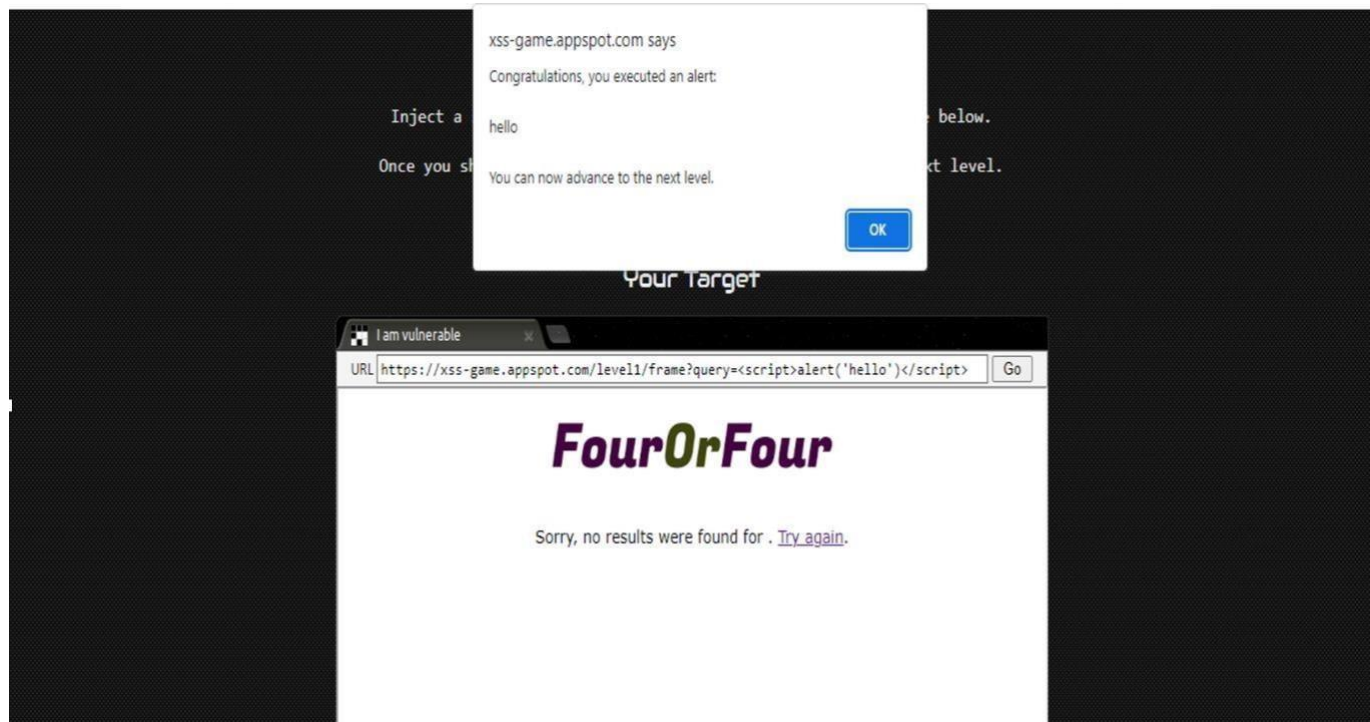 xss-game.appspot.com says
Congratulations, you executed an alert:
Inject a
below.
hello
Once you sh
xt level.
You can now advance to the next level.
OK
Your Target
I am vulnerable
URL https://xss-game.appspot.com/level1/frame?query=<script>alert('hello')</script> Go
FourOrFour
Sorry, no results were found for . Try again.